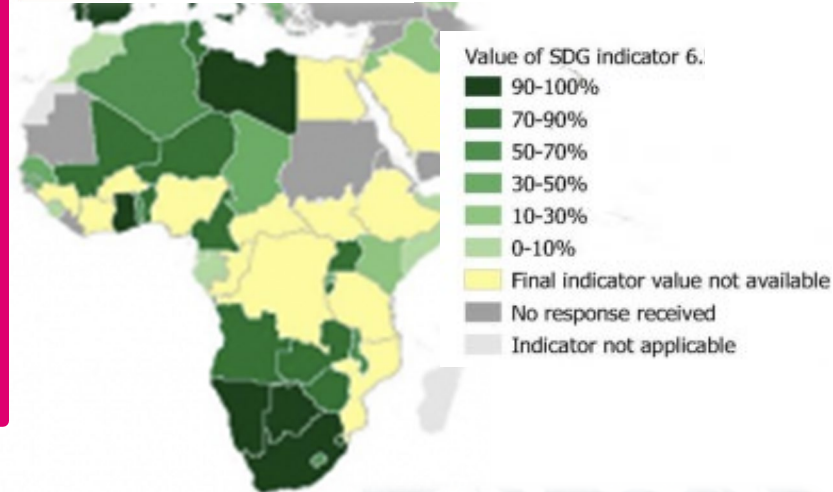 Value of SDG indicator 6.
90-100%
70-90%
50-70%
30-50%
10-30%
0-10%
Final indicator value not available
No response received
Indicator not applicable